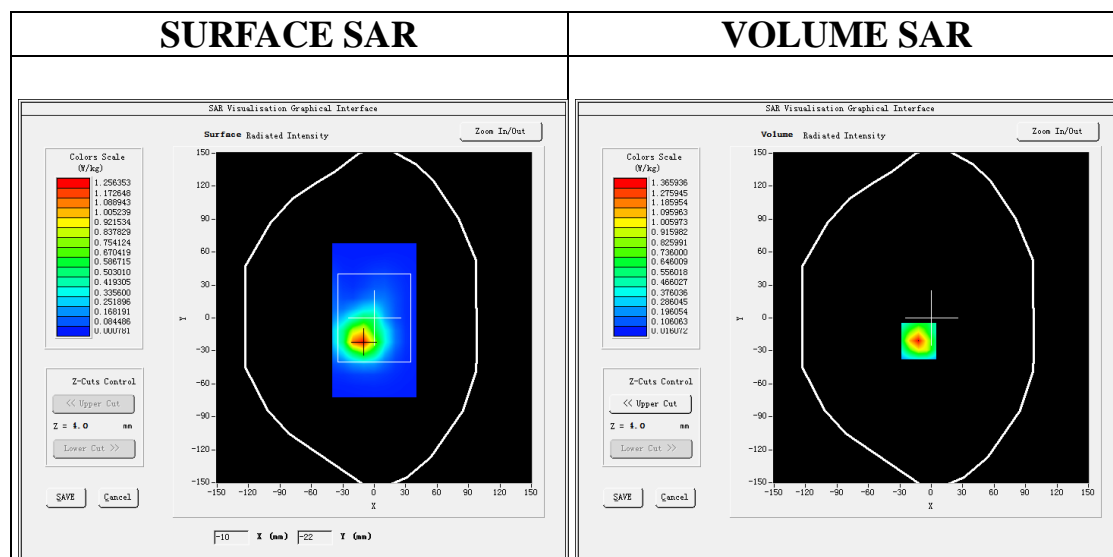 SURFACE SAR
VOLUME SAR
SAR Visualisation Graphical Interface
Surface Radiated Intensity
Zoom In/Out
Colors Scale
(W/kg)
1.256353
1.172648
1.088943
1.005239
0.921534
0.837829
0.754124
0.670419
0.586715
0.503010
0.419305
0.335600
0.251896
0.168191
0.084486
0.000781
150
120
90
60
30
0
-30
-60
-90
-120
-150
Y
-150 -120 -90 -60 -30 0 30 60 90 120 150
X
Z-Cuts Control
<< Upper Cut
Z = 4.0 mm
Lower Cut >>
SAVE Cancel
-10 X (mm) -22 Y (mm)
SAR Visualisation Graphical Interface
Volume Radiated Intensity
Zoom In/Out
Colors Scale
(W/kg)
1.365936
1.275945
1.185954
1.095963
1.005973
0.915982
0.825991
0.736000
0.646009
0.556018
0.466027
0.376036
0.286045
0.196054
0.106063
0.016072
150
120
90
60
30
0
-30
-60
-90
-120
-150
Y
-150 -120 -90 -60 -30 0 30 60 90 120 150
X
Z-Cuts Control
<< Upper Cut
Z = 4.0 mm
Lower Cut >>
SAVE Cancel